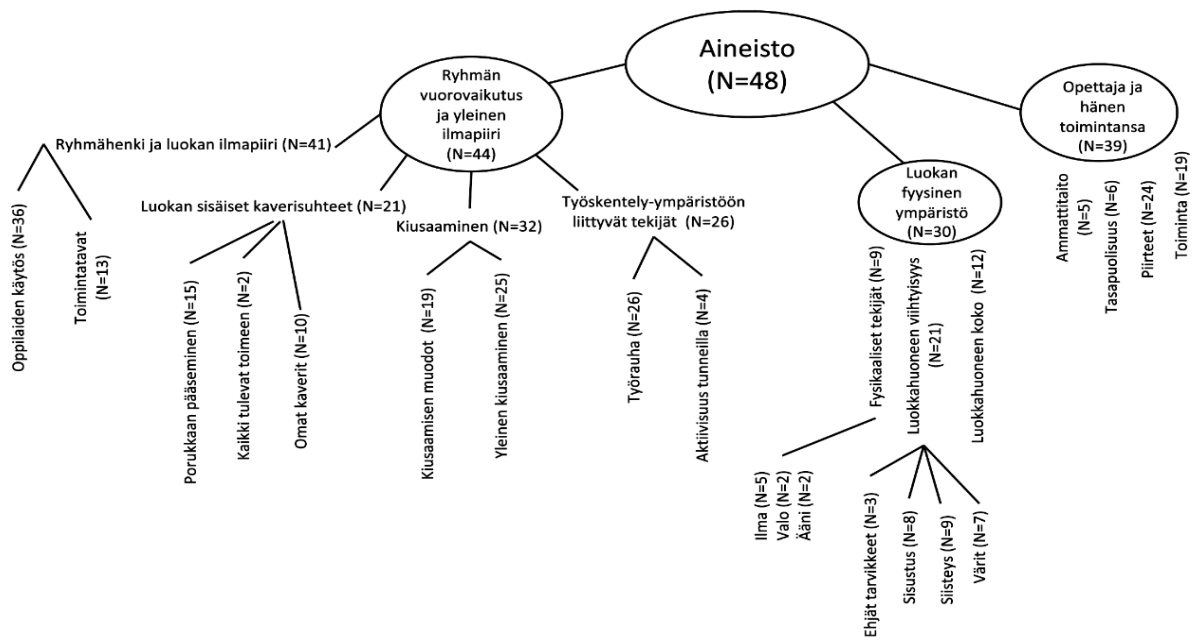 Aineisto
(N=48)
Ryhmän
vuorovaikutus
ja yleinen
ilmapiiri
(N=44)
Opettaja ja
hänen
toimintansa
(N=39)
Luokan
fyysinen
ympäristö
(N=30)
Ryhmähenki ja luokan ilmapiiri (N=41)
Oppilaiden käytös (N=36)
Toimintatavat
(N=13)
Luokan sisäiset kaverisuhteet (N=21)
Porukkaan pääseminen (N=15)
Kaikki tulevat toimeen (N=2)
Omat kaverit (N=10)
Kiusaaminen (N=32)
Kiusaamisen muodot (N=19)
Yleinen kiusaaminen (N=25)
Työskentely-ympäristöön
liittyvät tekijät (N=26)
Työrauha (N=26)
Aktiivisuus tunneilla (N=4)
Fysikaaliset tekijät (N=9)
Luokkahuoneen viihtyisyys
(N=21)
Luokkahuoneen koko (N=12)
Ilma (N=5)
Valo (N=2)
Ääni (N=2)
Ehjät tarvikkeet (N=3)
Sisustus (N=8)
Siisteys (N=9)
Värit (N=7)
Ammattitaito
(N=5)
Tasapuolisuus (N=6)
Piirteet (N=24)
Toiminta (N=19)